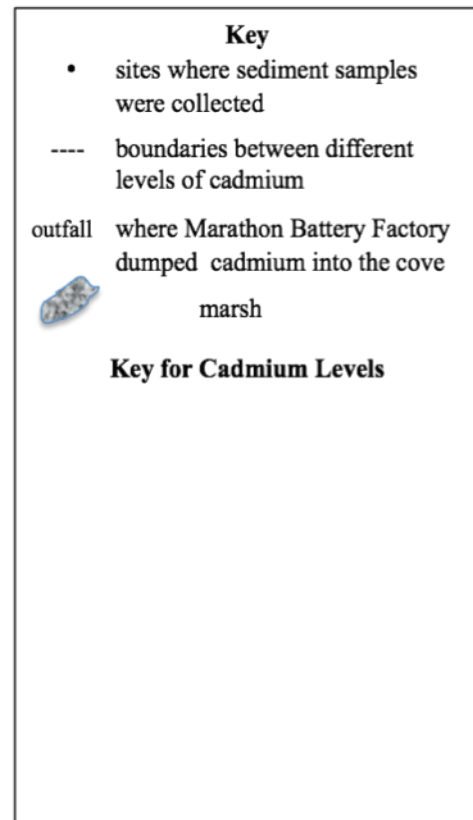 Key
• sites where sediment samples
were collected
---- boundaries between different
levels of cadmium
outfall where Marathon Battery Factory
dumped cadmium into the cove
marsh
Key for Cadmium Levels